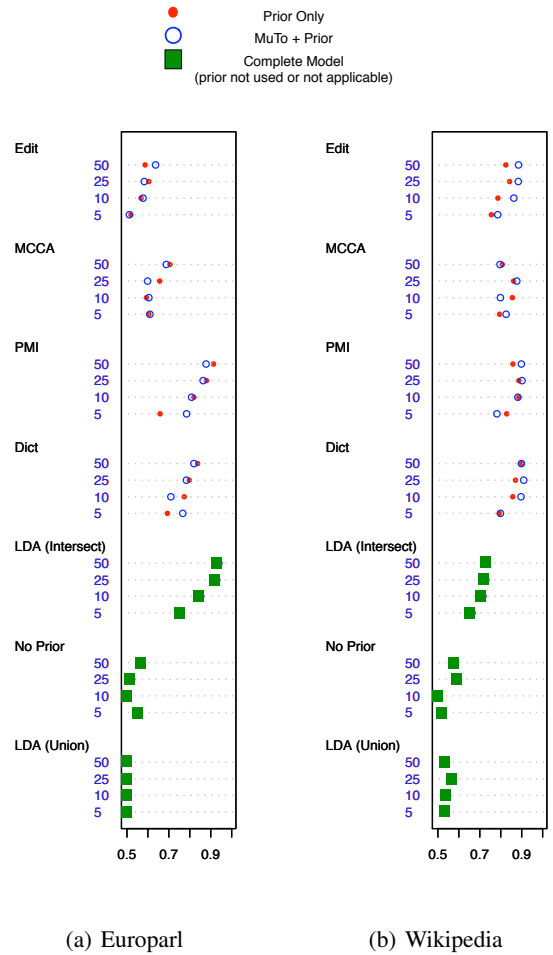 Prior Only
MuTo + Prior
Complete Model
(prior not used or not applicable)
Edit
50
25
10
5
MCCA
50
25
10
5
PMI
50
25
10
5
Dict
50
25
10
5
LDA (Intersect)
50
25
10
5
No Prior
50
25
10
5
LDA (Union)
50
25
10
5
0.5 0.7 0.9
(a) Europarl
Edit
50
25
10
5
MCCA
50
25
10
5
PMI
50
25
10
5
Dict
50
25
10
5
LDA (Intersect)
50
25
10
5
No Prior
50
25
10
5
LDA (Union)
50
25
10
5
0.5 0.7 0.9
(b) Wikipedia